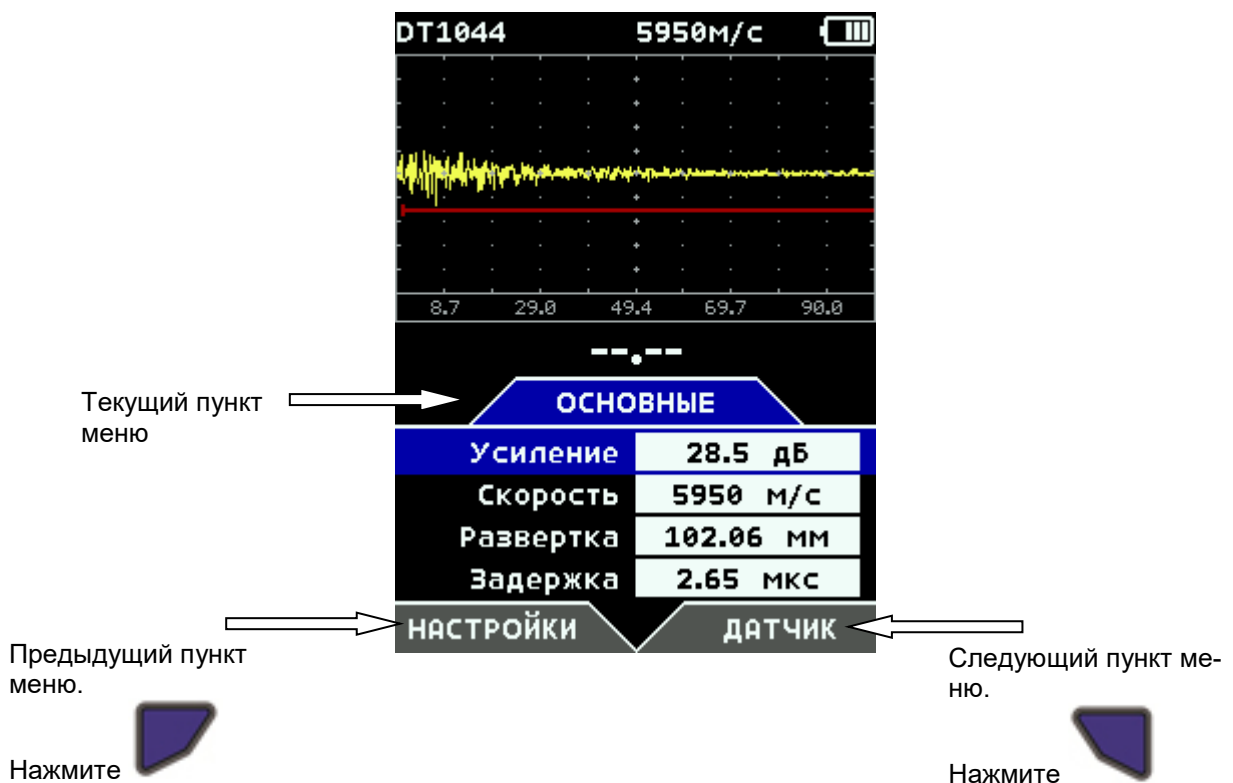 DT1044 5950м/с
8.7 29.0 49.4 69.7 90.0
--.--
Текущий пункт
меню
ОСНОВНЫЕ
Усиление 28.5 дБ
Скорость 5950 м/с
Развертка 102.06 мм
Задержка 2.65 мкс
НАСТРОЙКИ ДАТЧИК
Предыдущий пункт
меню.
Нажмите
Следующий пункт ме-
ню.
Нажмите